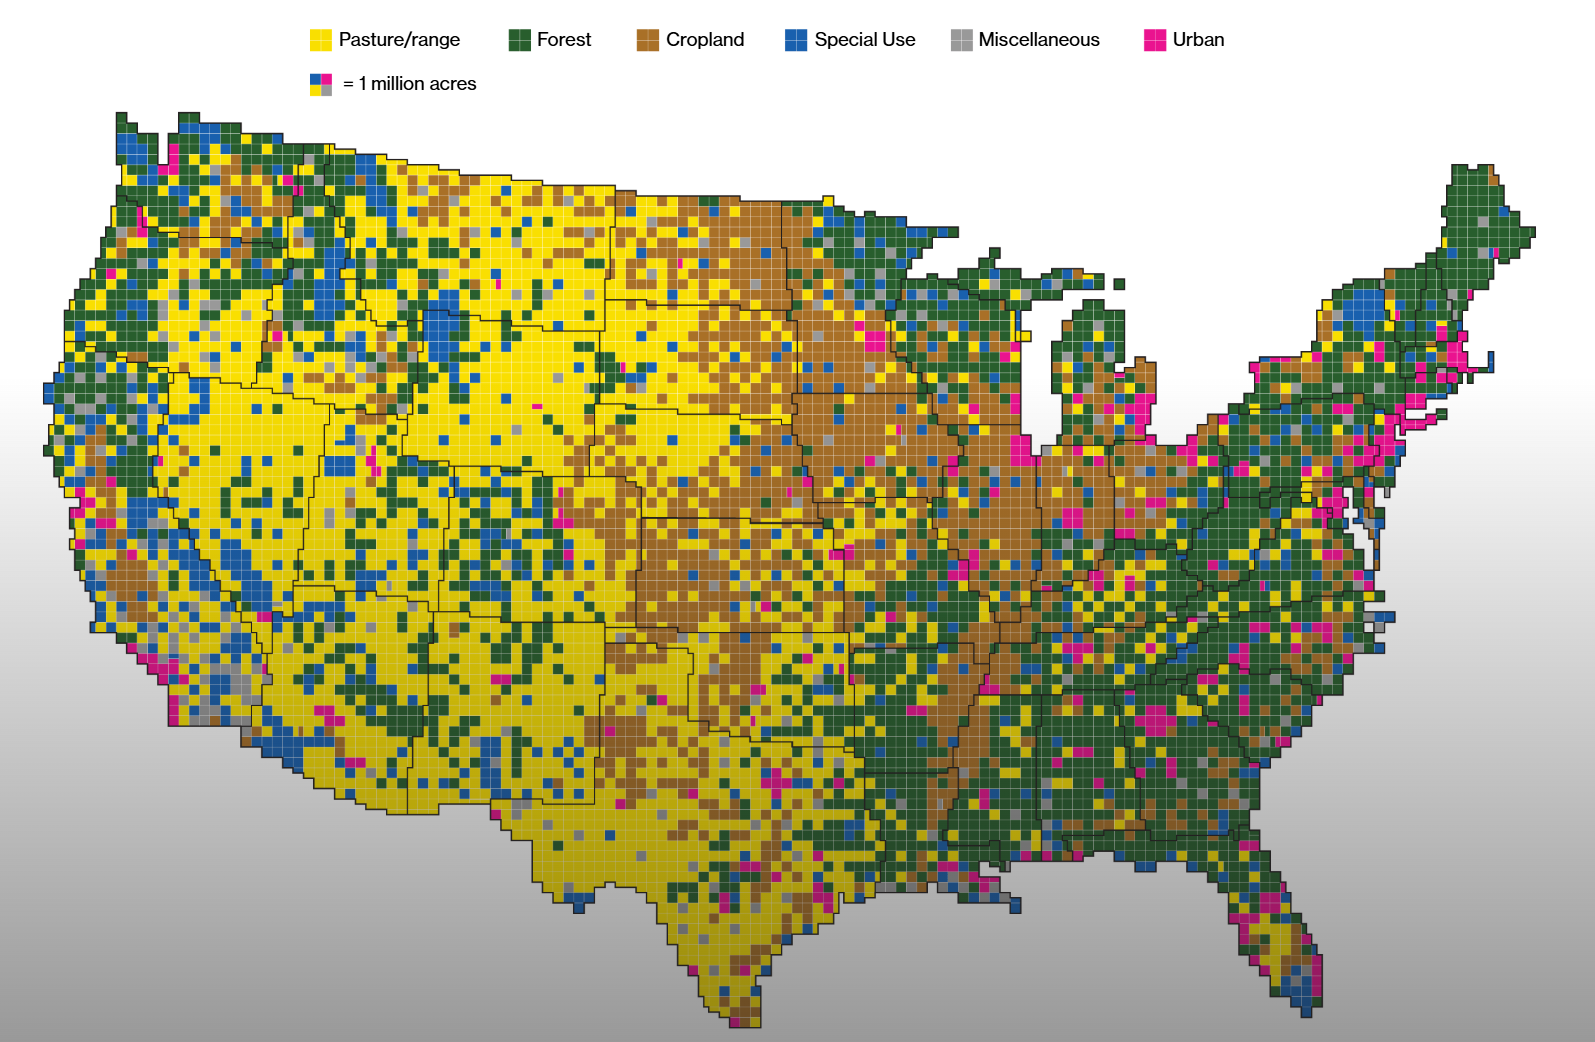 Pasture/range Forest Cropland Special Use Miscellaneous Urban
= 1 million acres